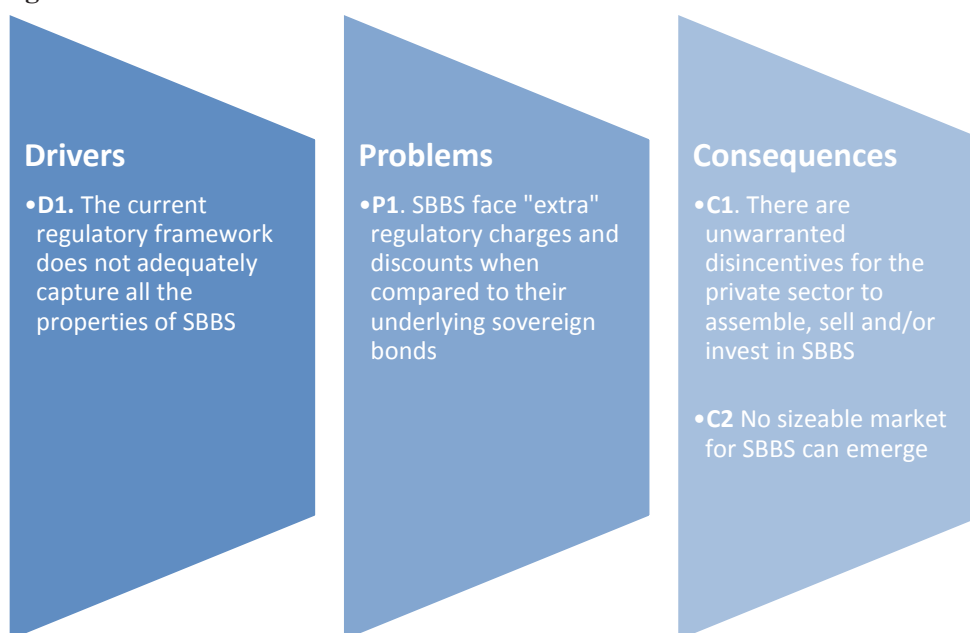 Drivers
•D1. The current
regulatory framework
does not adequately
capture all the
properties of SBBS
Problems
•P1. SBBS face "extra"
regulatory charges and
discounts when
compared to their
underlying sovereign
bonds
Consequences
•C1. There are
unwarranted
disincentives for the
private sector to
assemble, sell and/or
invest in SBBS
•C2 No sizeable market
for SBBS can emerge